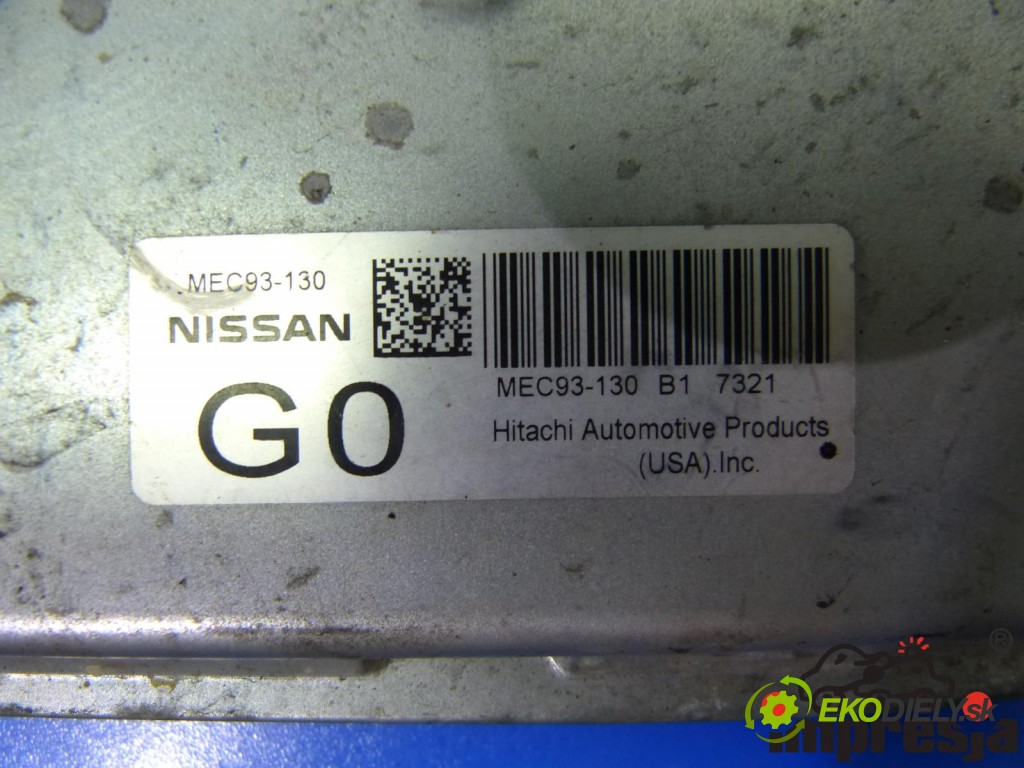 MEC93-130
NISSAN
G0
MEC93-130 B1 7321
Hitachi Automotive Products
(USA).Inc.
®
EKODIELY.sk
impresja